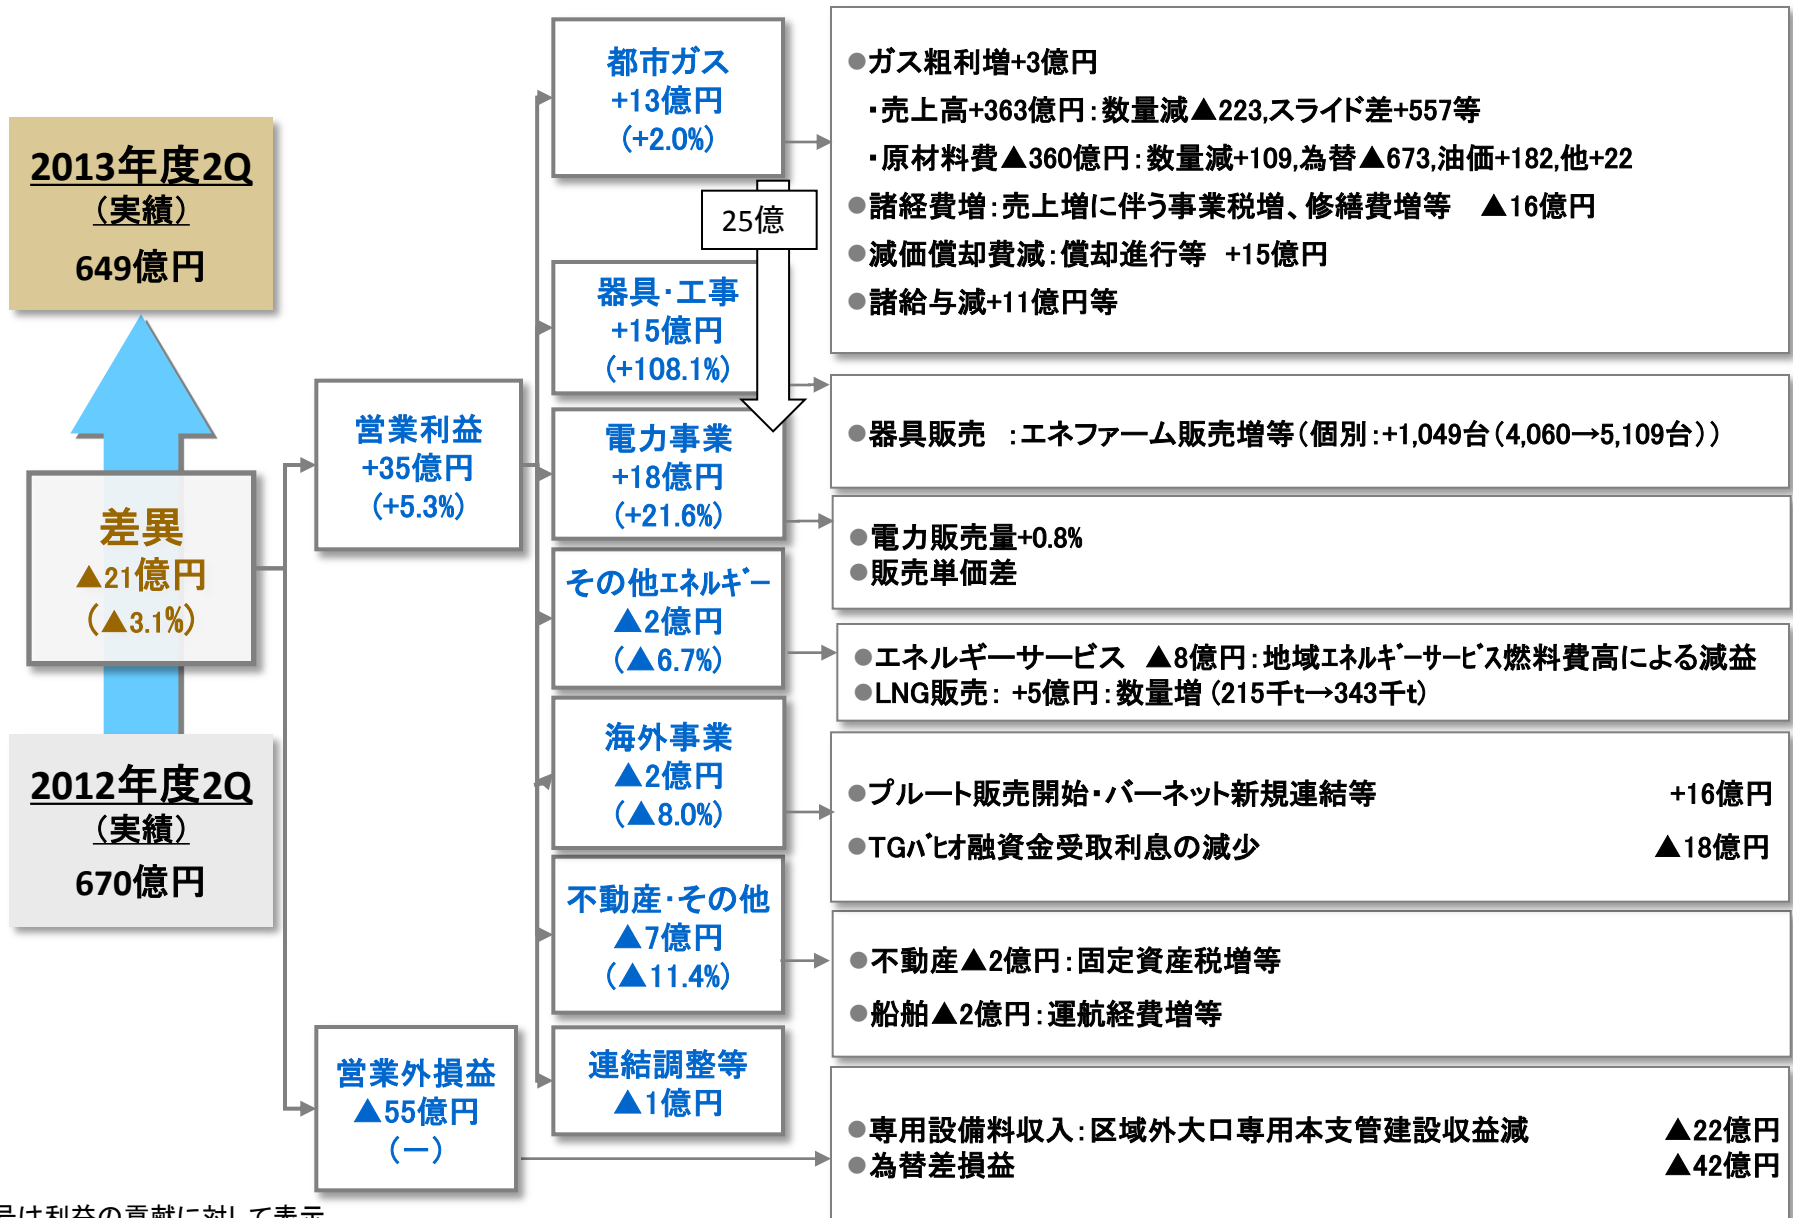 2013年度2Q
（実績）
649億円
差異
▲21億円
（▲3.1%）
2012年度2Q
（実績）
670億円
営業利益
+35億円
（+5.3%）
営業外損益
▲55億円
（－）
都市ガス
+13億円
（+2.0%）
25億
器具・工事
+15億円
（+108.1%）
電力事業
+18億円
（+21.6%）
その他エネルギー
▲2億円
（▲6.7%）
海外事業
▲2億円
（▲8.0%）
不動産・その他
▲7億円
（▲11.4%）
連結調整等
▲1億円
●ガス粗利増+3億円
・売上高+363億円：数量減▲223,スライド差+557等
・原材料費▲360億円：数量減+109,為替▲673,油価+182,他+22
●諸経費増：売上増に伴う事業税増、修繕費増等　▲16億円
●減価償却費減：償却進行等　+15億円
●諸給与減+11億円等
●器具販売　：エネファーム販売増等（個別：+1,049台（4,060→5,109台））
●電力販売量+0.8%
●販売単価差
●エネルギーサービス　▲8億円：地域エネルギーサービス燃料費高による減益
●LNG販売：　+5億円：数量増（215千t→343千t）
●プルート販売開始・バーネット新規連結等　+16億円
●TGバヒオ融資金受取利息の減少　▲18億円
●不動産▲2億円：固定資産税増等
●船舶▲2億円：運航経費増等
●専用設備料収入：区域外大口専用本支管建設収益減　▲22億円
●為替差損益　▲42億円
号は利益の貢献に対して表示